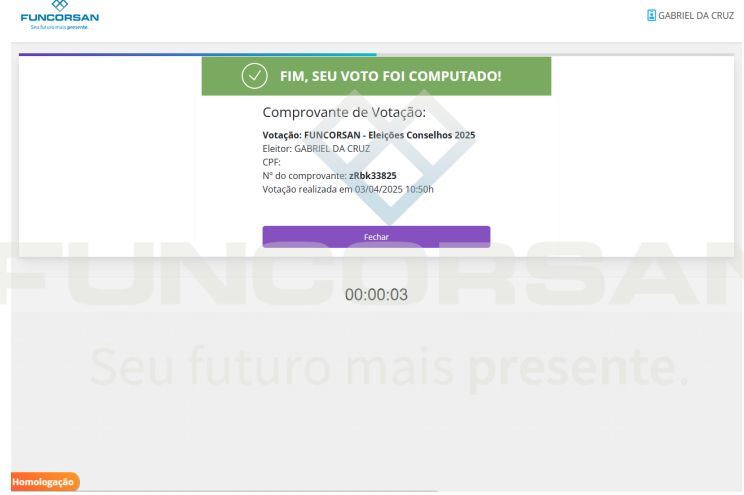 FUNCORSAN
Seu futuro mais presente.
GABRIEL DA CRUZ
FIM, SEU VOTO FOI COMPUTADO!
Comprovante de Votação:
Votação: FUNCORSAN - Eleições Conselhos 2025
Eleitor: GABRIEL DA CRUZ
CPF:
Nº do comprovante: zRbk33825
Votação realizada em 03/04/2025 10:50h
Fechar
FUNCORSAN
00:00:03
Seu futuro mais presente.
Homologação